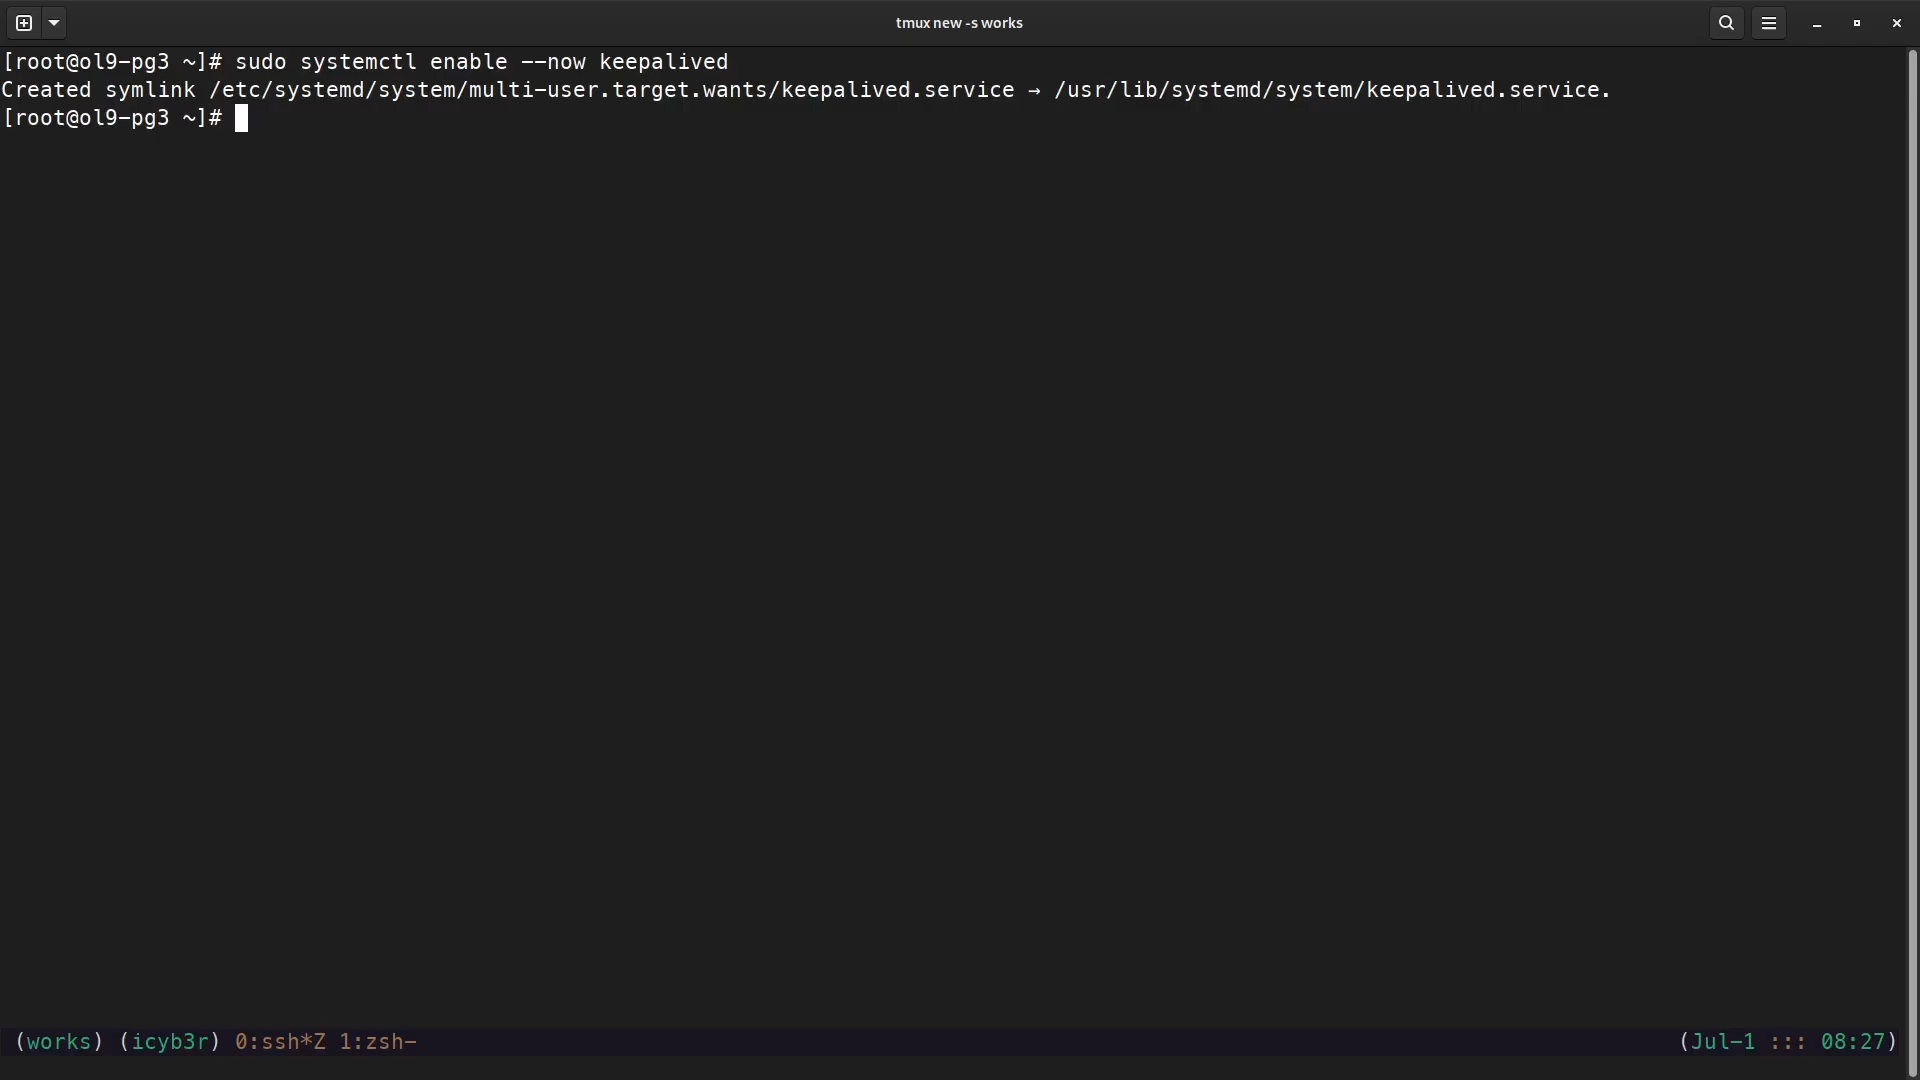 tmux new -s works
[root@ol9-pg3 ~]# sudo systemctl enable --now keepalived
Created symlink /etc/systemd/system/multi-user.target.wants/keepalived.service → /usr/lib/systemd/system/keepalived.service.
[root@ol9-pg3 ~]#
(works) (icyb3r) 0:ssh*Z 1:zsh- (Jul-1 ::: 08:27)